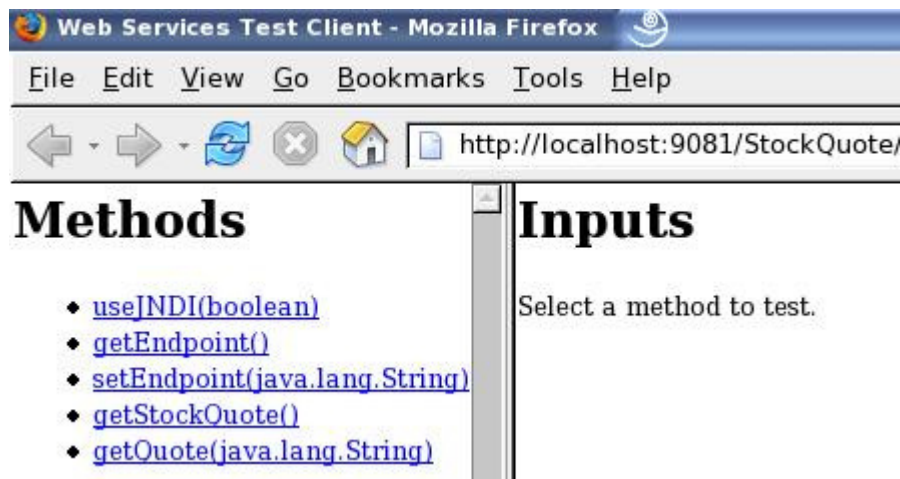 Web Services Test Client - Mozilla Firefox
File Edit View Go Bookmarks Tools Help
http://localhost:9081/StockQuote/
Methods
useJNDI(boolean)
getEndpoint()
setEndpoint(java.lang.String)
getStockQuote()
getQuote(java.lang.String)
Inputs
Select a method to test.